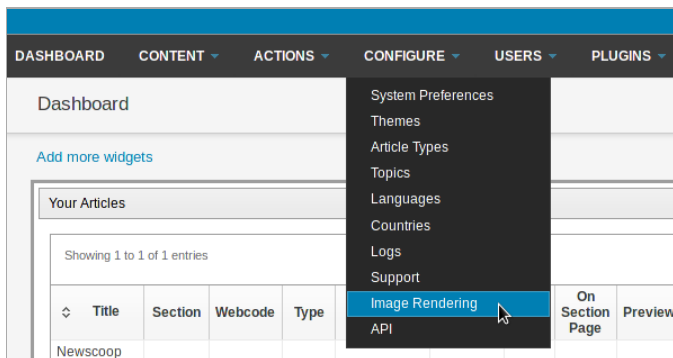 DASHBOARD CONTENT ACTIONS CONFIGURE USERS PLUGINS
Dashboard
System Preferences
Themes
Article Types
Topics
Languages
Countries
Logs
Support
Image Rendering
API
Add more widgets
Your Articles
Showing 1 to 1 of 1 entries
Title Section Webcode Type On Section Page Preview
Newscoop